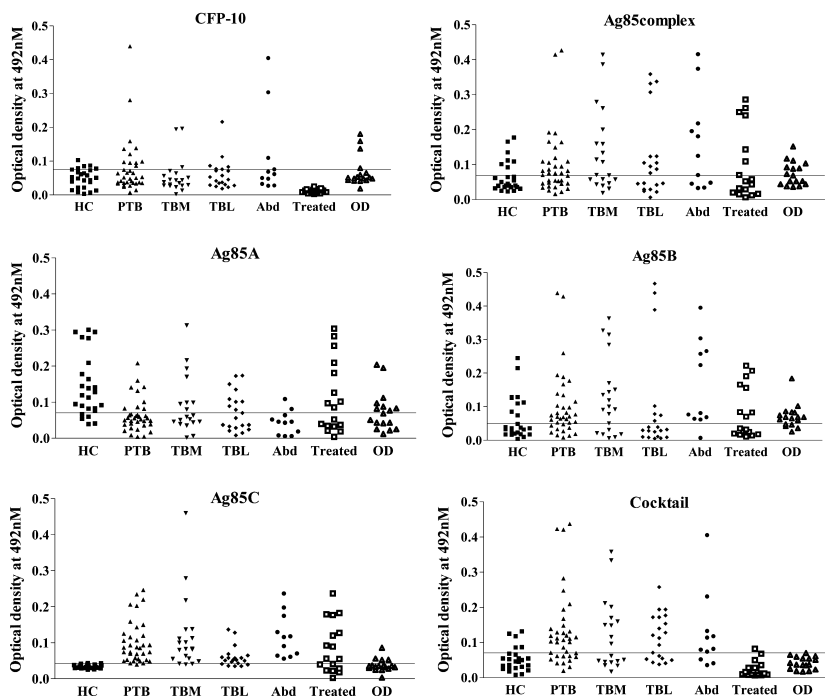 CFP-10
Optical density at 492nM
0.5
0.4
0.3
0.2
0.1
0.0
HC PTB TBM TBL Abd Treated OD
Ag85complex
Optical density at 492nM
0.5
0.4
0.3
0.2
0.1
0.0
HC PTB TBM TBL Abd Treated OD
Ag85A
Optical density at 492nM
0.5
0.4
0.3
0.2
0.1
0.0
HC PTB TBM TBL Abd Treated OD
Ag85B
Optical density at 492nM
0.5
0.4
0.3
0.2
0.1
0.0
HC PTB TBM TBL Abd Treated OD
Ag85C
Optical density at 492nM
0.5
0.4
0.3
0.2
0.1
0.0
HC PTB TBM TBL Abd Treated OD
Cocktail
Optical density at 492nM
0.5
0.4
0.3
0.2
0.1
0.0
HC PTB TBM TBL Abd Treated OD